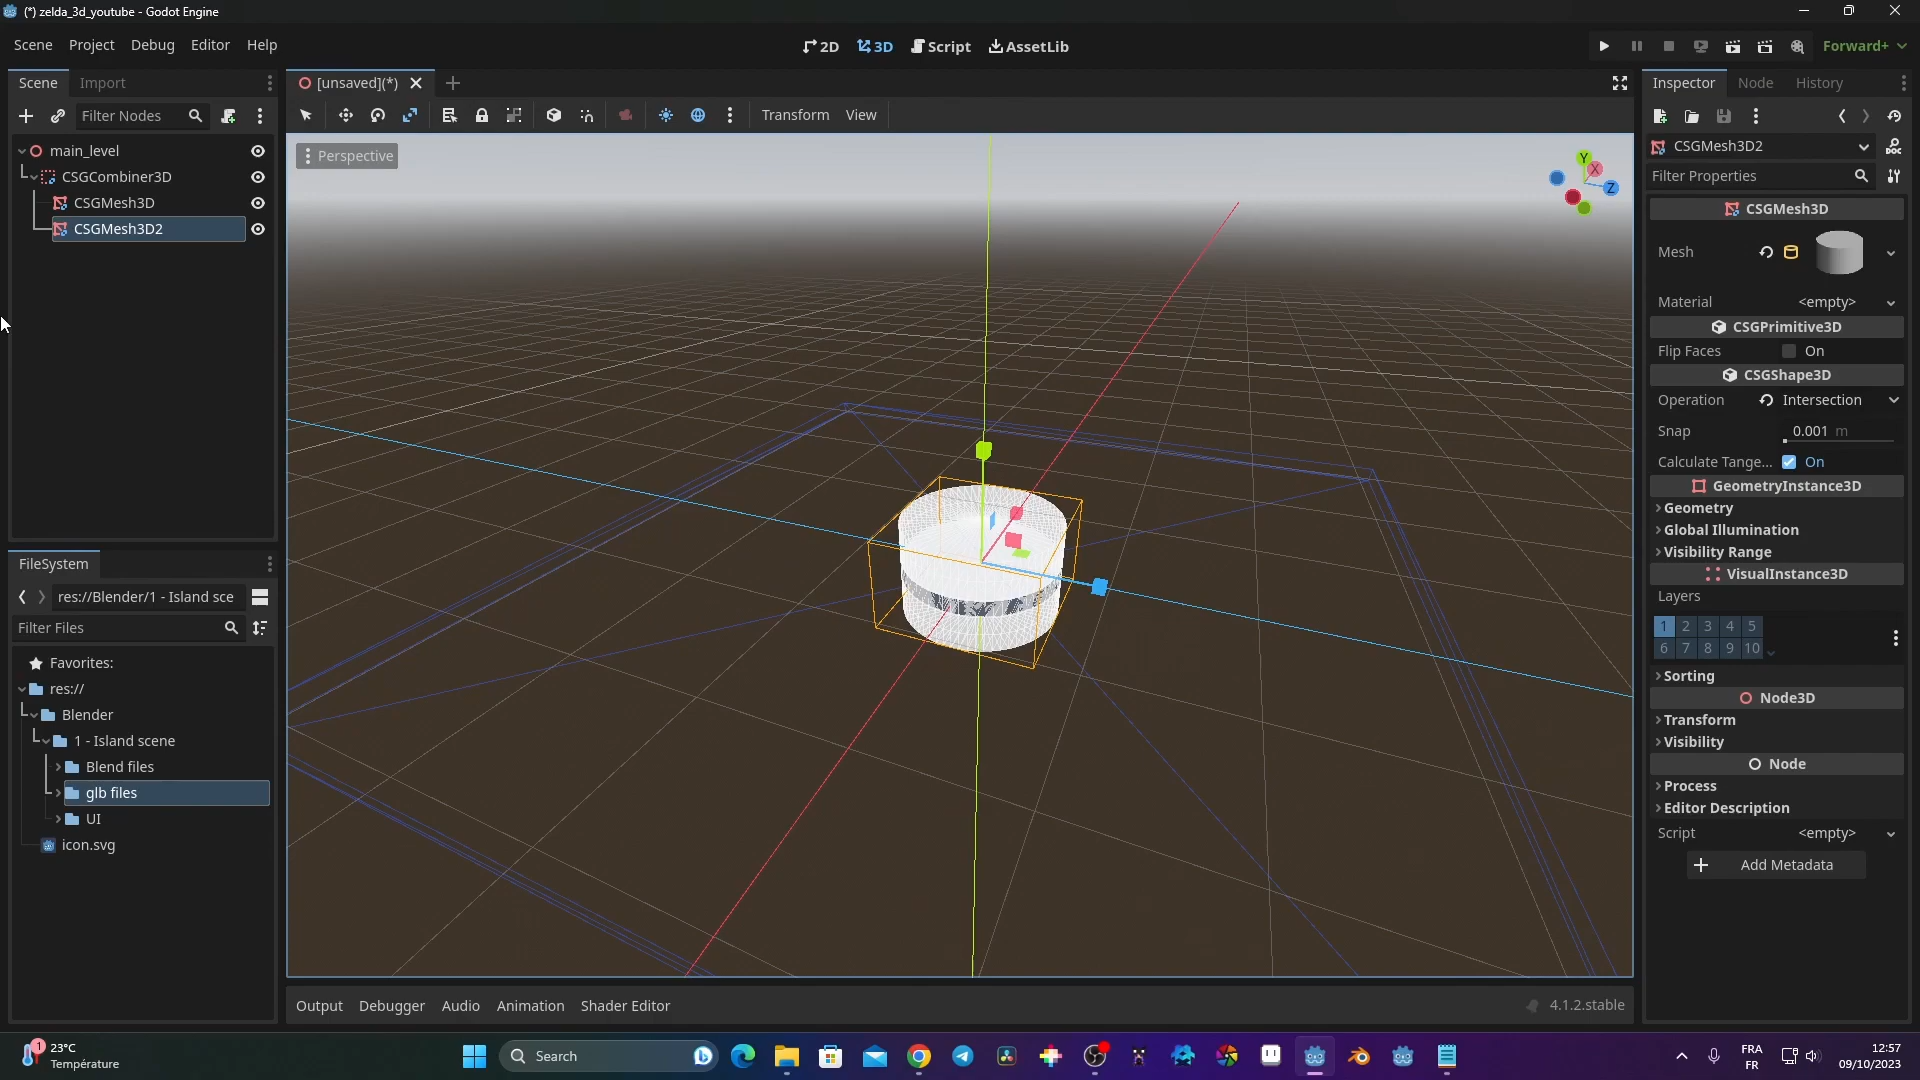 (*) zelda_3d_youtube - Godot Engine
Scene Project Debug Editor Help
2D 3D Script AssetLib
Forward+
Scene Import
[unsaved](*)
Inspector Node History
Filter Nodes
Transform View
main_level
CSGCombiner3D
CSGMesh3D
CSGMesh3D2
Perspective
Y
X
Z
CSGMesh3D2
Filter Properties
CSGMesh3D
Mesh
Material <empty>
CSGPrimitive3D
Flip Faces On
CSGShape3D
Operation Intersection
Snap 0.001 m
Calculate Tange... On
GeometryInstance3D
Geometry
Global Illumination
Visibility Range
VisualInstance3D
Layers
1 2 3 4 5
6 7 8 9 10
Sorting
Node3D
Transform
Visibility
Node
Process
Editor Description
Script <empty>
Add Metadata
FileSystem
res://Blender/1 - Island sce
Filter Files
Favorites:
res://
Blender
1 - Island scene
Blend files
glb files
UI
icon.svg
Output Debugger Audio Animation Shader Editor
4.1.2.stable
1
23°C
Température
Search
FRA
FR
12:57
09/10/2023